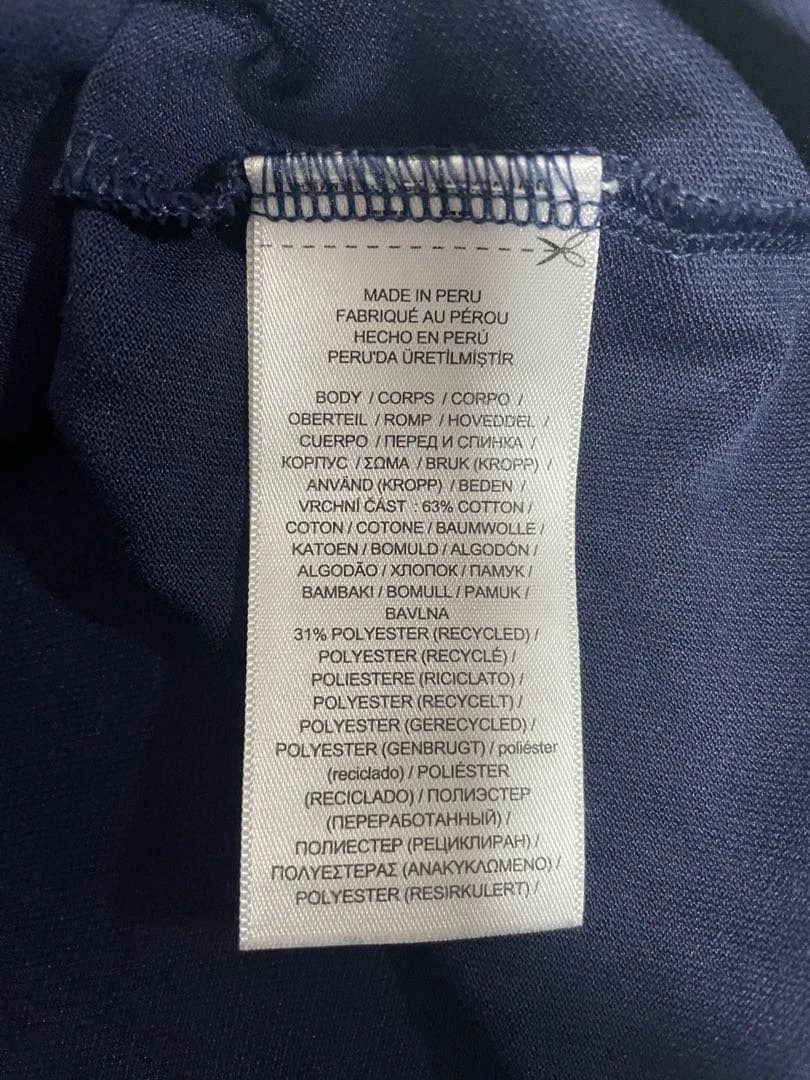 MADE IN PERU
FABRIQUÉ AU PÉROU
HECHO EN PERÚ
PERU'DA ÜRETİLMİŞTİR
BODY / CORPS / CORPO /
OBERTEIL / ROMP / HOVEDDEL /
CUERPO / ПЕРЕД И СПИНКА /
КОРПУС / ΣΩΜΑ / BRUK (KROPP) /
ANVÄND (KROPP) / BEDEN /
VRCHNÍ ČÁST : 63% COTTON /
COTON / COTONE / BAUMWOLLE /
KATOEN / BOMULD / ALGODÓN /
ALGODÃO / ХЛОПОК / ПАМУК /
BAMBAKI / BOMULL / PAMUK /
BAVLNA
31% POLYESTER (RECYCLED) /
POLYESTER (RECYCLÉ) /
POLIESTERE (RICICLATO) /
POLYESTER (RECYCELT) /
POLYESTER (GERECYCLED) /
POLYESTER (GENBRUGT) / poliéster
(reciclado) / POLIÉSTER
(RECICLADO) / ПОЛИЭСТЕР
(ПЕРЕРАБОТАННЫЙ) /
ПОЛИЕСТЕР (РЕЦИКЛИРАН) /
ΠΟΛΥΕΣΤΕΡΑΣ (ΑΝΑΚΥΚΛΩΜΕΝΟ) /
POLYESTER (RESIRKULERT) /